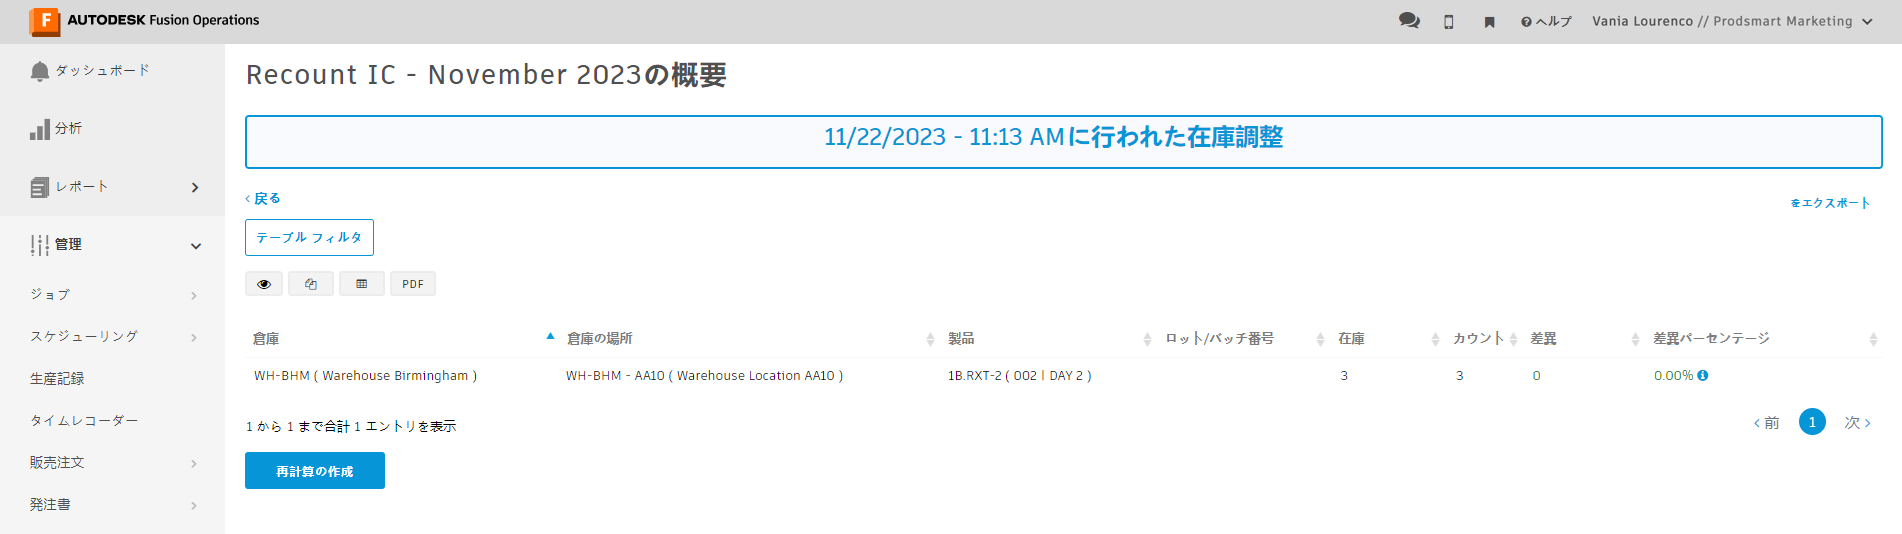 AUTODESK Fusion Operations
ヘルプ
Vania Lourenco // Prodsmart Marketing
ダッシュボード
分析
レポート
管理
ジョブ
スケジューリング
生産記録
タイムレコーダー
販売注文
発注書
Recount IC - November 2023の概要
11/22/2023 - 11:13 AMに行われた在庫調整
戻る
をエクスポート
テーブル フィルタ
PDF
倉庫 倉庫の場所 製品 ロット/バッチ番号 在庫 カウント 差異 差異パーセンテージ
WH-BHM ( Warehouse Birmingham ) WH-BHM - AA10 ( Warehouse Location AA10 ) 1B.RXT-2 ( 002 | DAY 2 ) 3 3 0 0.00%
1 から 1 まで合計 1 エントリを表示
前 1 次
再計算の作成